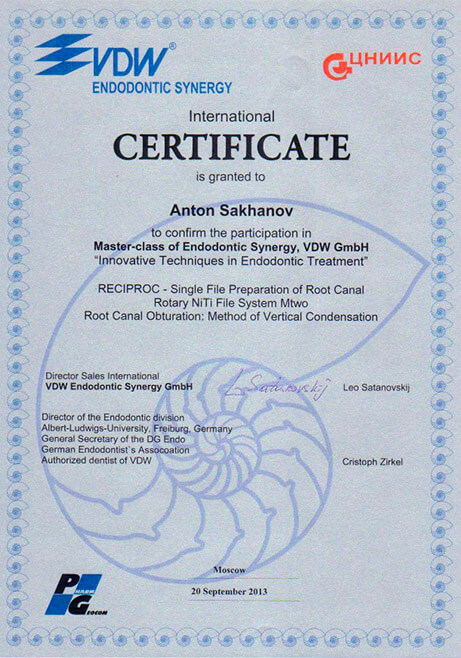 VDW®
ENDODONTIC SYNERGY
ЦНИИС
International
CERTIFICATE
is granted to
Anton Sakhanov
to confirm the participation in
Master-class of Endodontic Synergy, VDW GmbH
"Innovative Techniques in Endodontic Treatment"
RECIPROC - Single File Preparation of Root Canal
Rotary NiTi File System Mtwo
Root Canal Obturation: Method of Vertical Condensation
Director Sales International
VDW Endodontic Synergy GmbH
L Satanovskij
Leo Satanovskij
Director of the Endodontic division
Albert-Ludwigs-University, Freiburg, Germany
General Secretary of the DG Endo
German Endodontist`s Assocoation
Authorized dentist of VDW
Cristoph Zirkel
Moscow
20 September 2013
PHARM
GEOCOM